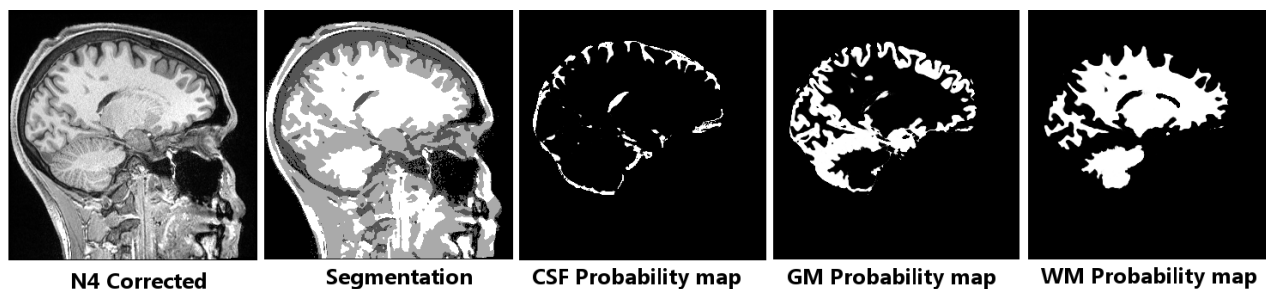 N4 Corrected
Segmentation
CSF Probability map
GM Probability map
WM Probability map